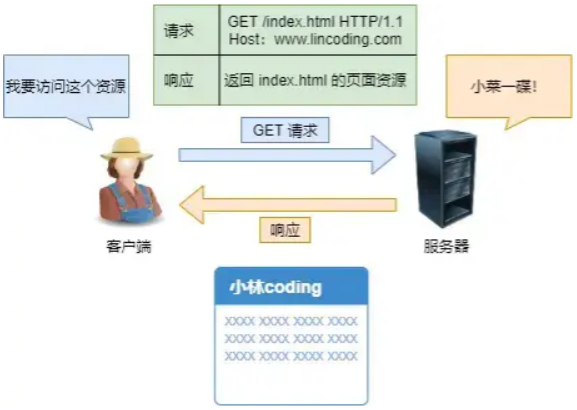 请求
GET /index.html HTTP/1.1
Host：www.lincoding.com
响应
返回 index.html 的页面资源
我要访问这个资源
小菜一碟！
GET 请求
响应
客户端
服务器
小林coding
XXXX XXXX XXXX XXXX
XXXX XXXX XXXX XXXX
XXXX XXXX XXXX XXXX